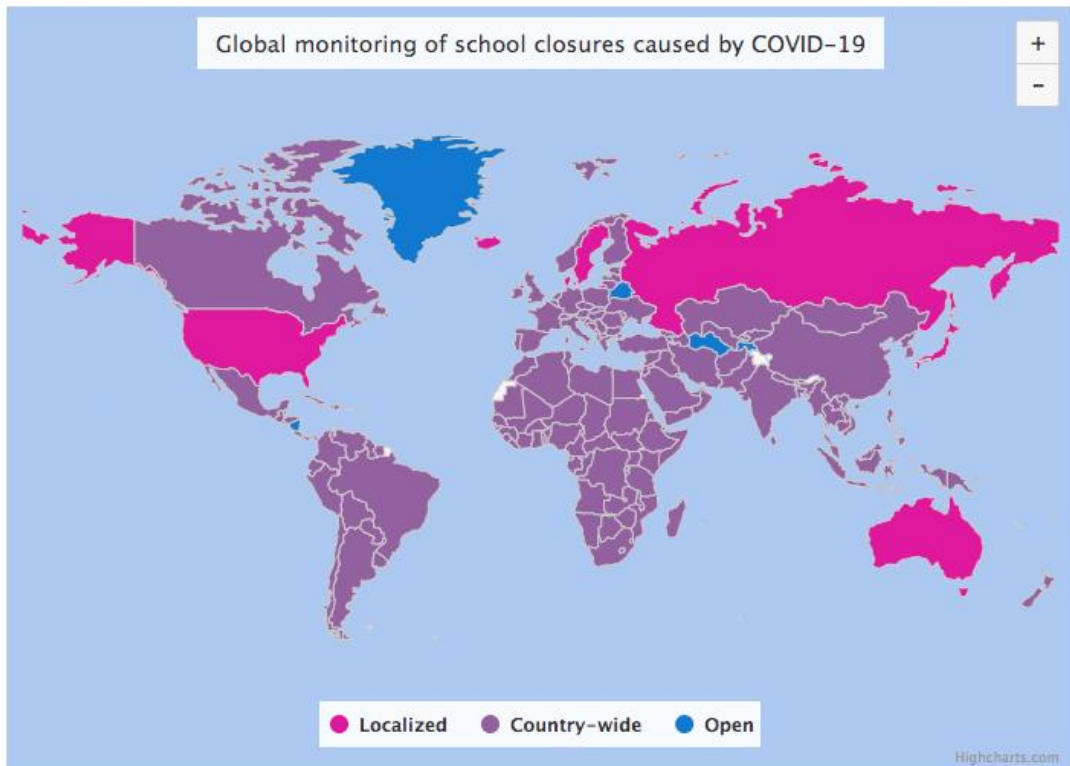 Global monitoring of school closures caused by COVID-19
+
-
Localized
Country-wide
Open
Highcharts.com